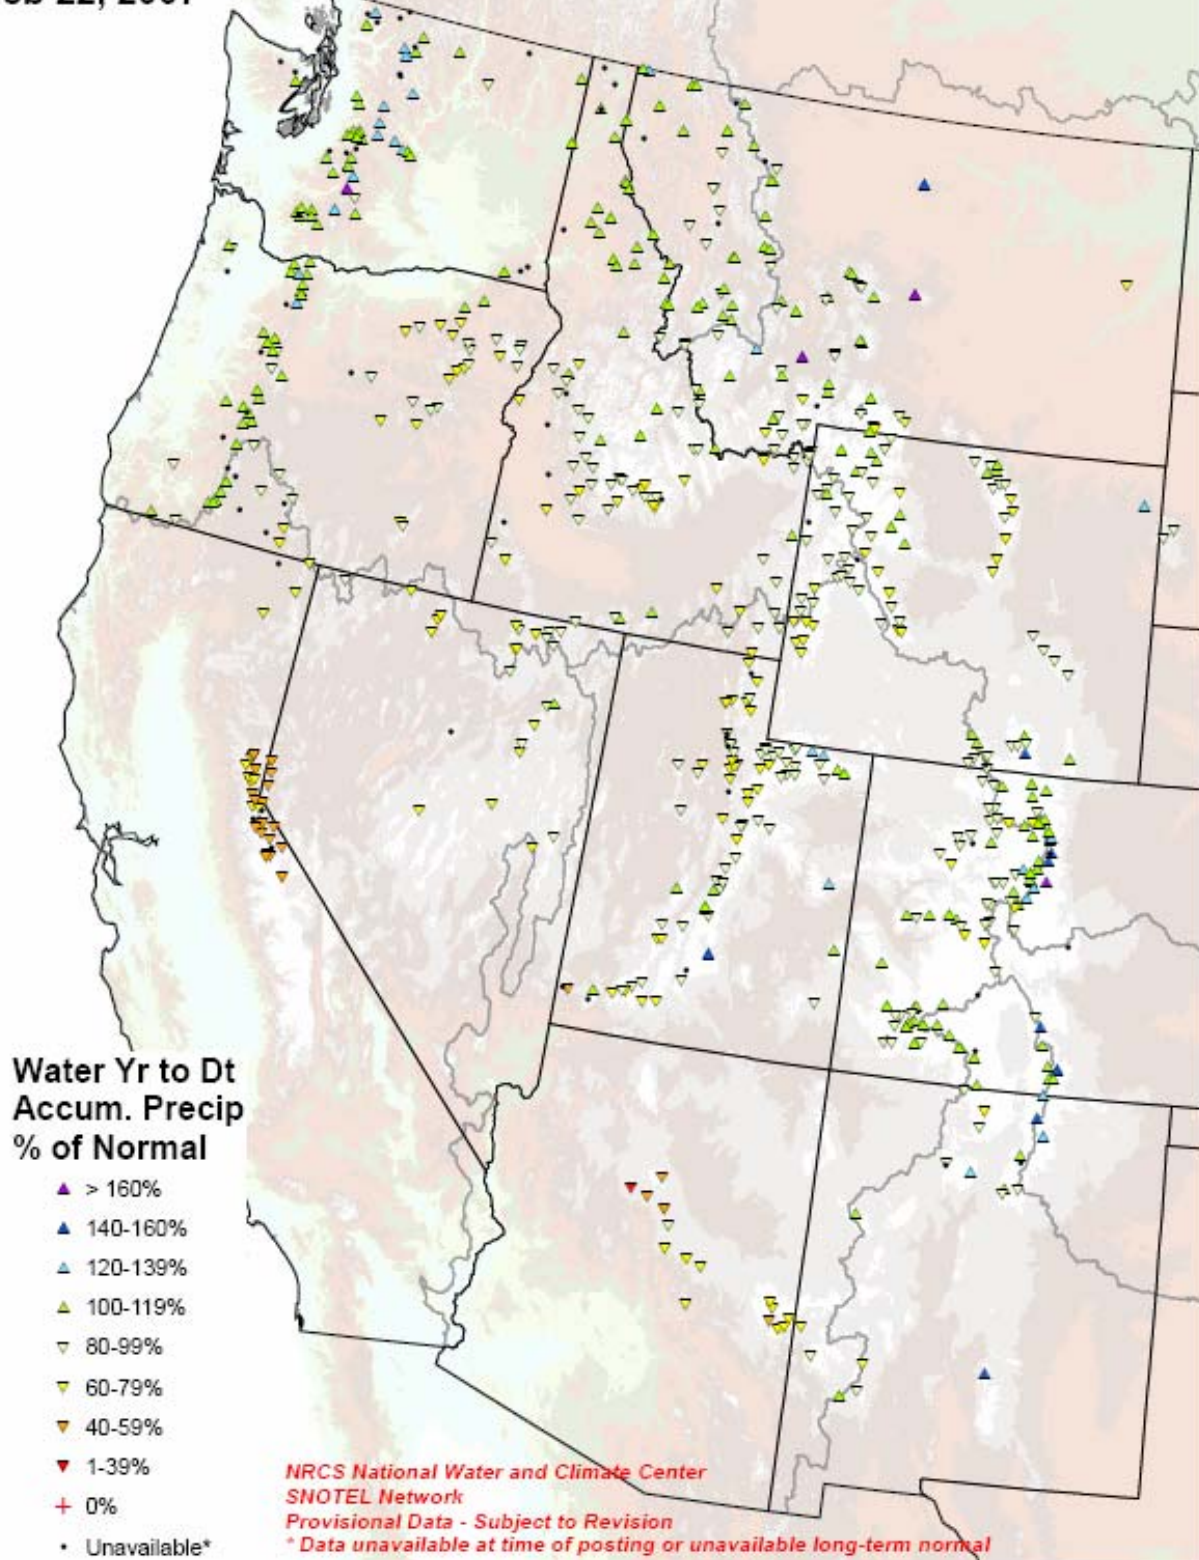 22, 2007
Water Yr to Dt
Accum. Precip
% of Normal
> 160%
140-160%
120-139%
100-119%
80-99%
60-79%
40-59%
1-39%
0%
Unavailable*
NRCS National Water and Climate Center
SNOTEL Network
Provisional Data - Subject to Revision
* Data unavailable at time of posting or unavailable long-term normal